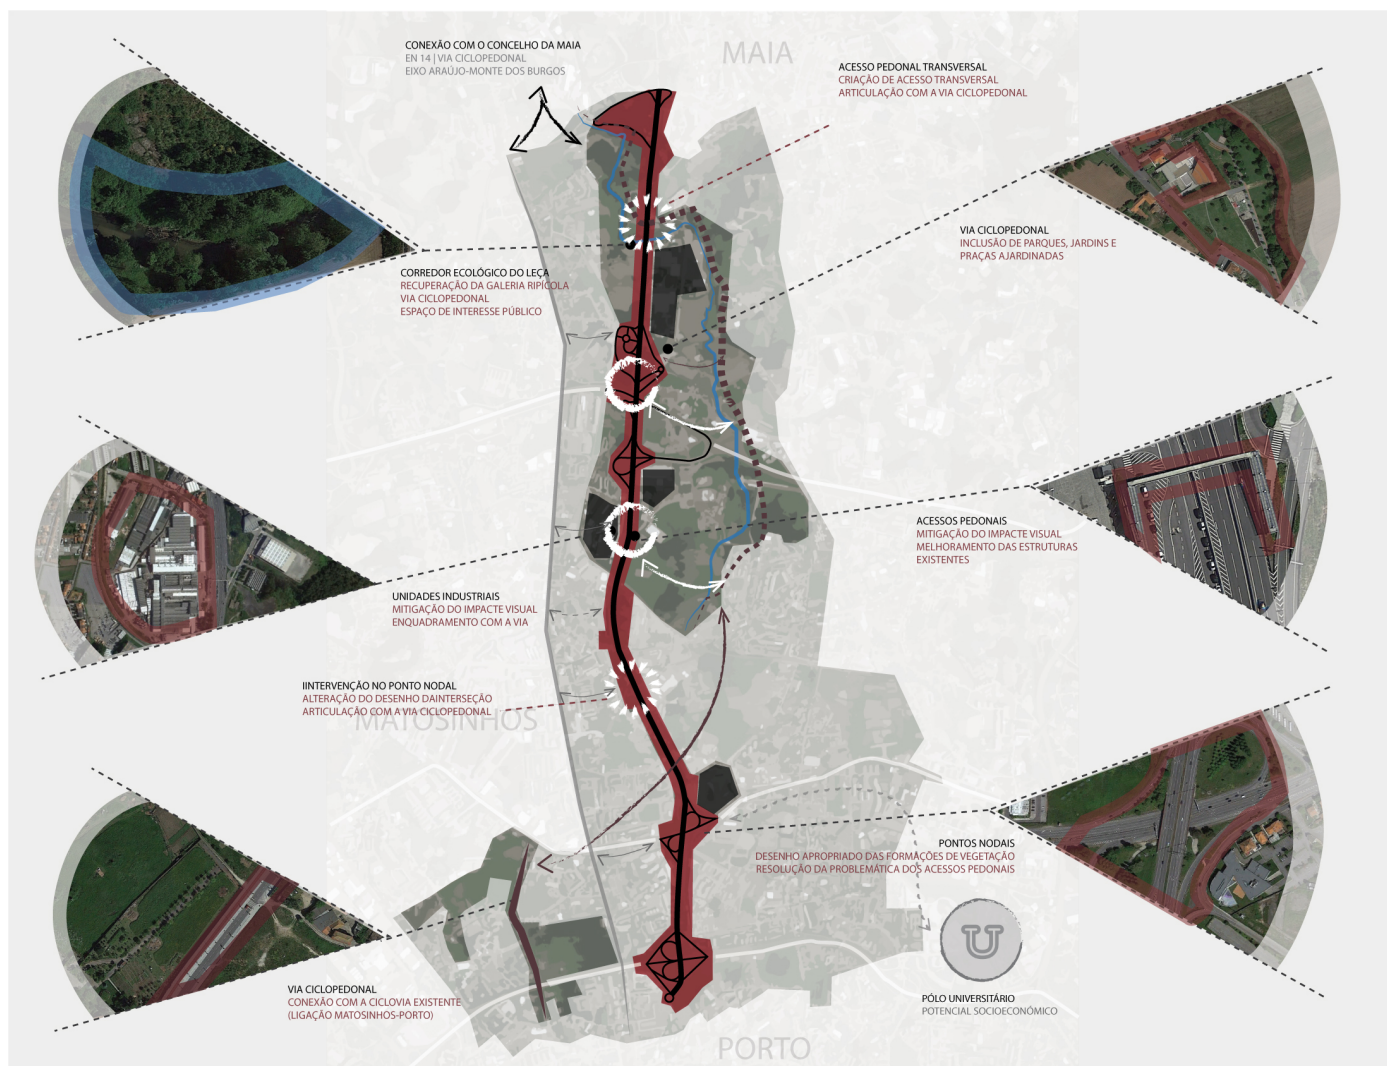 CONEXÃO COM O CONCELHO DA MAIA
EN 14 | VIA CICLOPEDONAL
EIXO ARAÚJO-MONTE DOS BURGOS
MAIA
ACESSO PEDONAL TRANSVERSAL
CRIAÇÃO DE ACESSO TRANSVERSAL
ARTICULAÇÃO COM A VIA CICLOPEDONAL
VIA CICLOPEDONAL
INCLUSÃO DE PARQUES, JARDINS E
PRAÇAS AJARDINADAS
CORREDOR ECOLÓGICO DO LEÇA
RECUPERAÇÃO DA GALERIA RIPÍCOLA
VIA CICLOPEDONAL
ESPAÇO DE INTERESSE PÚBLICO
ACESSOS PEDONAIS
MITIGAÇÃO DO IMPACTE VISUAL
MELHORAMENTO DAS ESTRUTURAS
EXISTENTES
UNIDADES INDUSTRIAIS
MITIGAÇÃO DO IMPACTE VISUAL
ENQUADRAMENTO COM A VIA
IINTERVENÇÃO NO PONTO NODAL
ALTERAÇÃO DO DESENHO DAINTERSEÇÃO
ARTICULAÇÃO COM A VIA CICLOPEDONAL
MATOSINHOS
PONTOS NODAIS
DESENHO APROPRIADO DAS FORMAÇÕES DE VEGETAÇÃO
RESOLUÇÃO DA PROBLEMÁTICA DOS ACESSOS PEDONAIS
U
VIA CICLOPEDONAL
CONEXÃO COM A CICLOVIA EXISTENTE
(LIGAÇÃO MATOSINHOS-PORTO)
PÓLO UNIVERSITÁRIO
POTENCIAL SOCIOECONÓMICO
PORTO